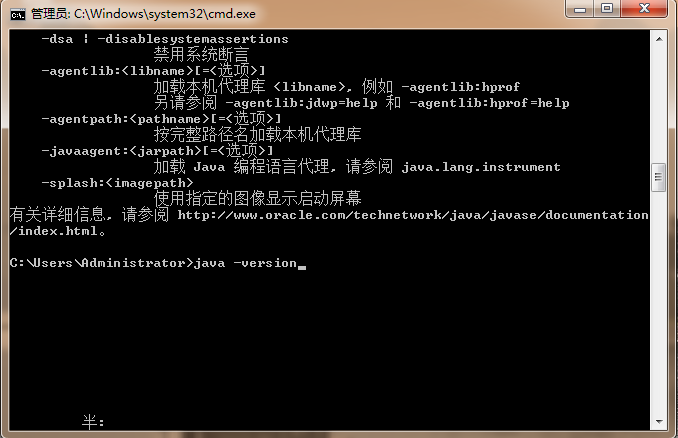 管理员: C:\Windows\system32\cmd.exe
-dsa | -disablesystemassertions
禁用系统断言
-agentlib:<libname>[=<选项>]
加载本机代理库 <libname>, 例如 -agentlib:hprof
另请参阅 -agentlib:jdwp=help 和 -agentlib:hprof=help
-agentpath:<pathname>[=<选项>]
按完整路径名加载本机代理库
-javaagent:<jarpath>[=<选项>]
加载 Java 编程语言代理, 请参阅 java.lang.instrument
-splash:<imagepath>
使用指定的图像显示启动屏幕
有关详细信息, 请参阅 http://www.oracle.com/technetwork/java/javase/documentation
/index.html。
C:\Users\Administrator>java -version
半: